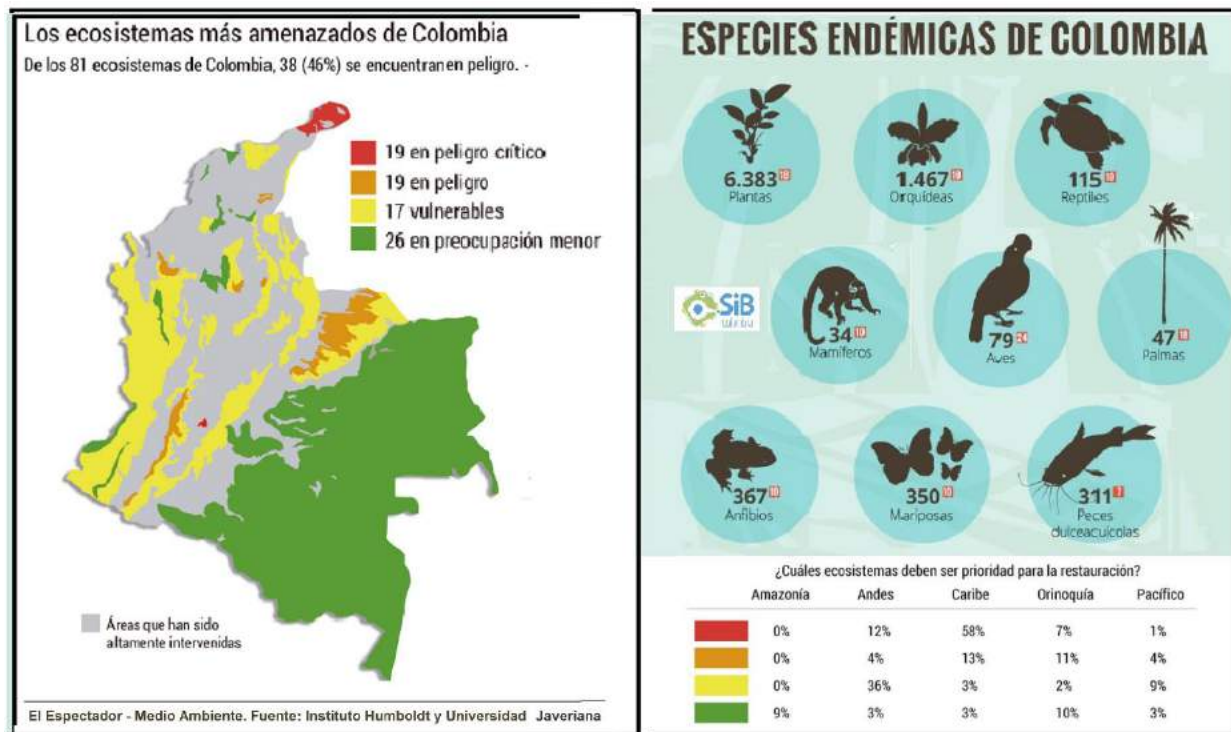 Los ecosistemas más amenazados de Colombia
De los 81 ecosistemas de Colombia, 38 (46%) se encuentran en peligro. -
19 en peligro crítico
19 en peligro
17 vulnerables
26 en preocupación menor
Áreas que han sido
altamente intervenidas
El Espectador - Medio Ambiente. Fuente: Instituto Humboldt y Universidad Javeriana
ESPECIES ENDÉMICAS DE COLOMBIA
6.383
Plantas
1.467
Orquídeas
115
Reptiles
SiB
34
Mamíferos
79 24
Aves
47
Palmas
367
Anfibios
350
Mariposas
311
Peces
dulceacuícolas
¿Cuáles ecosistemas deben ser prioridad para la restauración?
Amazonía Andes Caribe Orinoquía Pacífico
0% 12% 58% 7% 1%
0% 4% 13% 11% 4%
0% 36% 3% 2% 9%
9% 3% 3% 10% 3%